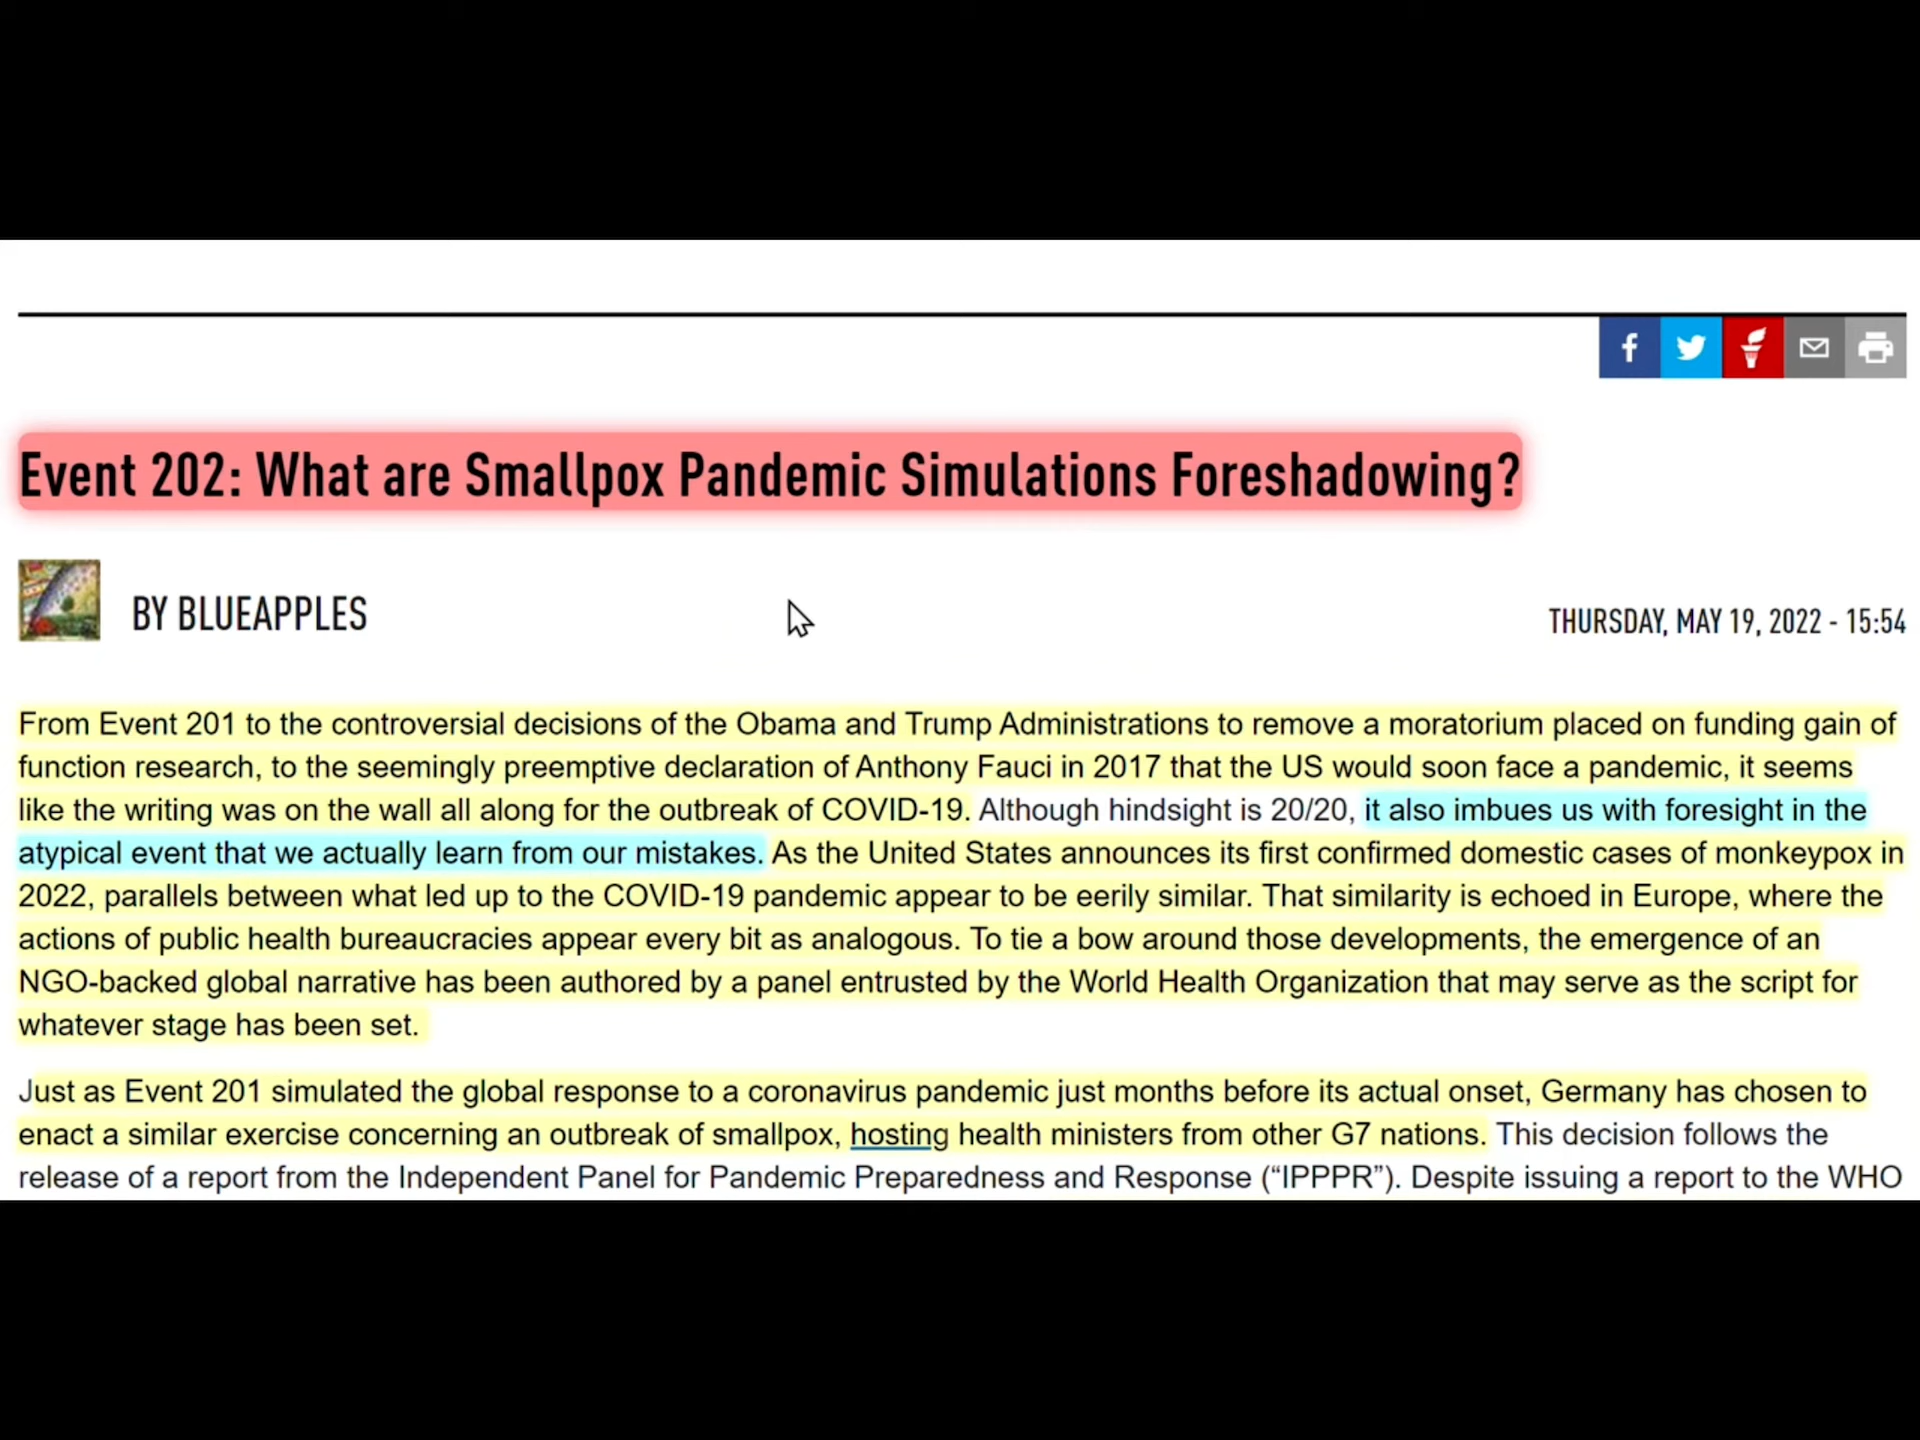 Event 202: What are Smallpox Pandemic Simulations Foreshadowing?
BY BLUEAPPLES
THURSDAY, MAY 19, 2022 - 15:54
From Event 201 to the controversial decisions of the Obama and Trump Administrations to remove a moratorium placed on funding gain of
function research, to the seemingly preemptive declaration of Anthony Fauci in 2017 that the US would soon face a pandemic, it seems
like the writing was on the wall all along for the outbreak of COVID-19. Although hindsight is 20/20, it also imbues us with foresight in the
atypical event that we actually learn from our mistakes. As the United States announces its first confirmed domestic cases of monkeypox in
2022, parallels between what led up to the COVID-19 pandemic appear to be eerily similar. That similarity is echoed in Europe, where the
actions of public health bureaucracies appear every bit as analogous. To tie a bow around those developments, the emergence of an
NGO-backed global narrative has been authored by a panel entrusted by the World Health Organization that may serve as the script for
whatever stage has been set.
Just as Event 201 simulated the global response to a coronavirus pandemic just months before its actual onset, Germany has chosen to
enact a similar exercise concerning an outbreak of smallpox, hosting health ministers from other G7 nations. This decision follows the
release of a report from the Independent Panel for Pandemic Preparedness and Response (“IPPPR”). Despite issuing a report to the WHO